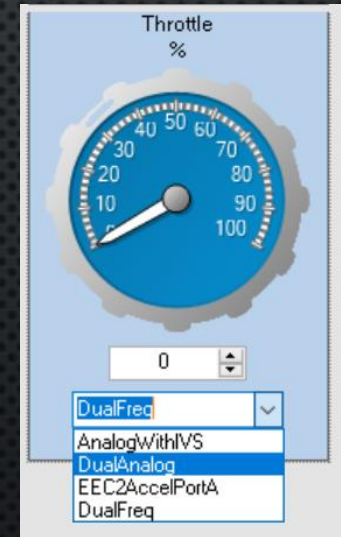 Throttle
%
40 50 60
30 70
20 80
10 90
100
0
DualFreq
AnalogWithIVS
DualAnalog
EEC2AccelPortA
DualFreq